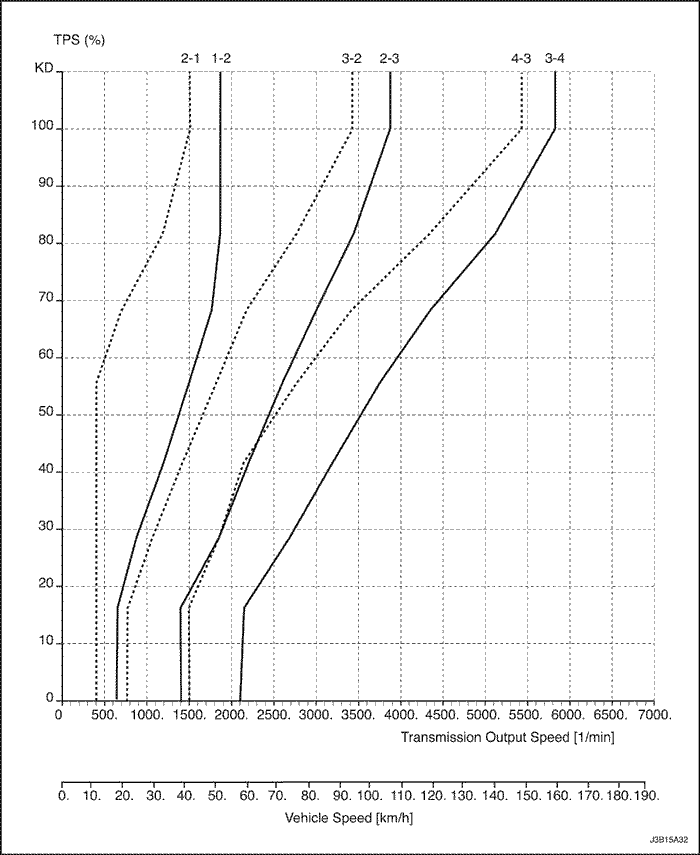 TPS (%)
2-1 1-2 3-2 2-3 4-3 3-4
KD
100
90
80
70
60
50
40
30
20
10
0
0 500. 1000. 1500. 2000. 2500. 3000. 3500. 4000. 4500. 5000. 5500. 6000. 6500. 7000.
Transmission Output Speed [1/min]
0. 10. 20. 30. 40. 50. 60. 70. 80. 90. 100. 110. 120. 130. 140. 150. 160. 170. 180. 190.
Vehicle Speed [km/h]
J3B15A32